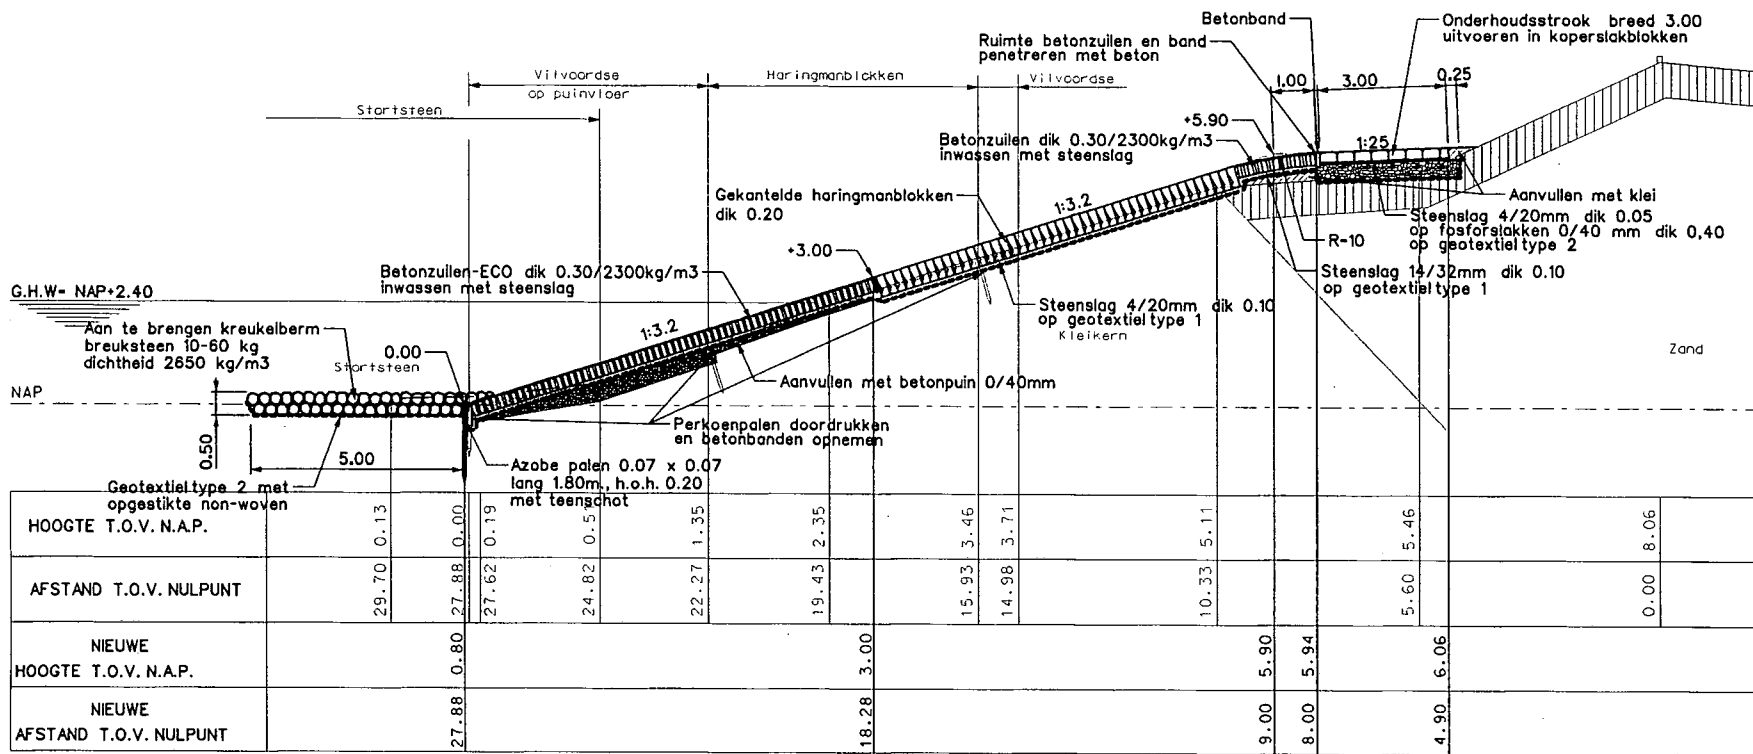 Betonband
Onderhoudsstrook breed 3.00
uitvoeren in koperslakblokken
Ruimte betonzuilen en band
penetreren met beton
Vilvoordse
op puinvloer
Haringmanblokken
Vilvoordse
1.00
3.00
0.25
Stortsteen
+5.90
Betonzuilen dik 0.30/2300kg/m3
inwassen met steenslag
1:25
Gekantelde haringmanblokken
dik 0.20
1:3.2
Aanvullen met klei
Steenslag 4/20mm dik 0.05
op fosforslakken 0/40 mm dik 0,40
op geotextiel type 2
R=10
+3.00
Betonzuilen-ECO dik 0.30/2300kg/m3
inwassen met steenslag
Steenslag 14/32mm dik 0.10
op geotextiel type 1
G.H.W= NAP+2.40
Steenslag 4/20mm dik 0.10
op geotextiel type 1
Kleikern
Aan te brengen kreukelberm
breuksteen 10-60 kg
dichtheid 2650 kg/m3
1:3.2
0.00
Stortsteen
Zand
Aanvullen met betonpuin 0/40mm
NAP
Perkoenpalen doordrukken
en betonbanden opnemen
0.50
5.00
Azobe palen 0.07 x 0.07
lang 1.80m., h.o.h. 0.20
met teenschot
Geotextiel type 2 met
opgestikte non-woven
HOOGTE T.O.V. N.A.P. 0.13 0.00 0.19 0.5 1.35 2.35 3.46 3.71 5.11 5.46 8.06
AFSTAND T.O.V. NULPUNT 29.70 27.88 27.62 24.82 22.27 19.43 15.93 14.98 10.33 5.60 0.00
NIEUWE
HOOGTE T.O.V. N.A.P. 0.80 3.00 5.90 5.94 6.06
NIEUWE
AFSTAND T.O.V. NULPUNT 27.88 18.28 9.00 8.00 4.90